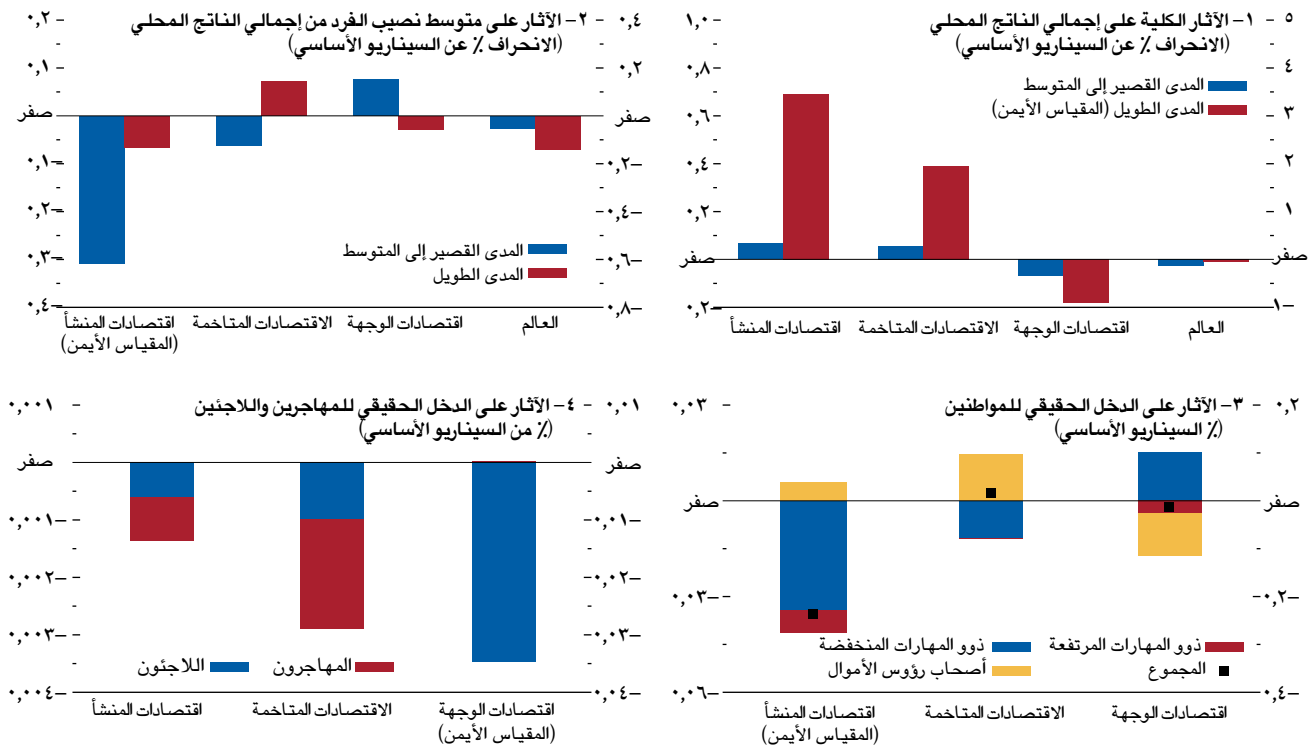 ١– الآثار الكلية على إجمالي الناتج المحلي
(الانحراف ٪ عن السيناريو الأساسي)
٥
٤
٣
٢
١
صفر
١–
١,٠
٠,٨
٠,٦
٠,٤
٠,٢
صفر
٠,٢–
المدى القصير إلى المتوسط
المدى الطويل (المقياس الأيمن)
العالم
اقتصادات الوجهة
الاقتصادات المتاخمة
اقتصادات المنشأ
٢– الآثار على متوسط نصيب الفرد من إجمالي الناتج المحلي
(الانحراف ٪ عن السيناريو الأساسي)
٠,٤
٠,٢
صفر
٠,٢–
٠,٤–
٠,٦–
٠,٨–
٠,٢
٠,١
صفر
٠,١–
٠,٢–
٠,٣–
٠,٤–
المدى القصير إلى المتوسط
المدى الطويل
العالم
اقتصادات الوجهة
الاقتصادات المتاخمة
اقتصادات المنشأ
(المقياس الأيمن)
٣– الآثار على الدخل الحقيقي للمواطنين
(٪ السيناريو الأساسي)
٠,٢
صفر
٠,٢–
٠,٤–
٠,٠٣
صفر
٠,٠٣–
٠,٠٦–
ذوو المهارات المرتفعة
ذوو المهارات المنخفضة
المجموع
أصحاب رؤوس الأموال
اقتصادات الوجهة
الاقتصادات المتاخمة
اقتصادات المنشأ
(المقياس الأيمن)
٤– الآثار على الدخل الحقيقي للمهاجرين واللاجئين
(٪ من السيناريو الأساسي)
٠,٠١
صفر
٠,٠١–
٠,٠٢–
٠,٠٣–
٠,٠٤–
٠,٠٠١
صفر
٠,٠٠١–
٠,٠٠٢–
٠,٠٠٣–
٠,٠٠٤–
المهاجرون
اللاجئون
اقتصادات الوجهة
(المقياس الأيمن)
الاقتصادات المتاخمة
اقتصادات المنشأ